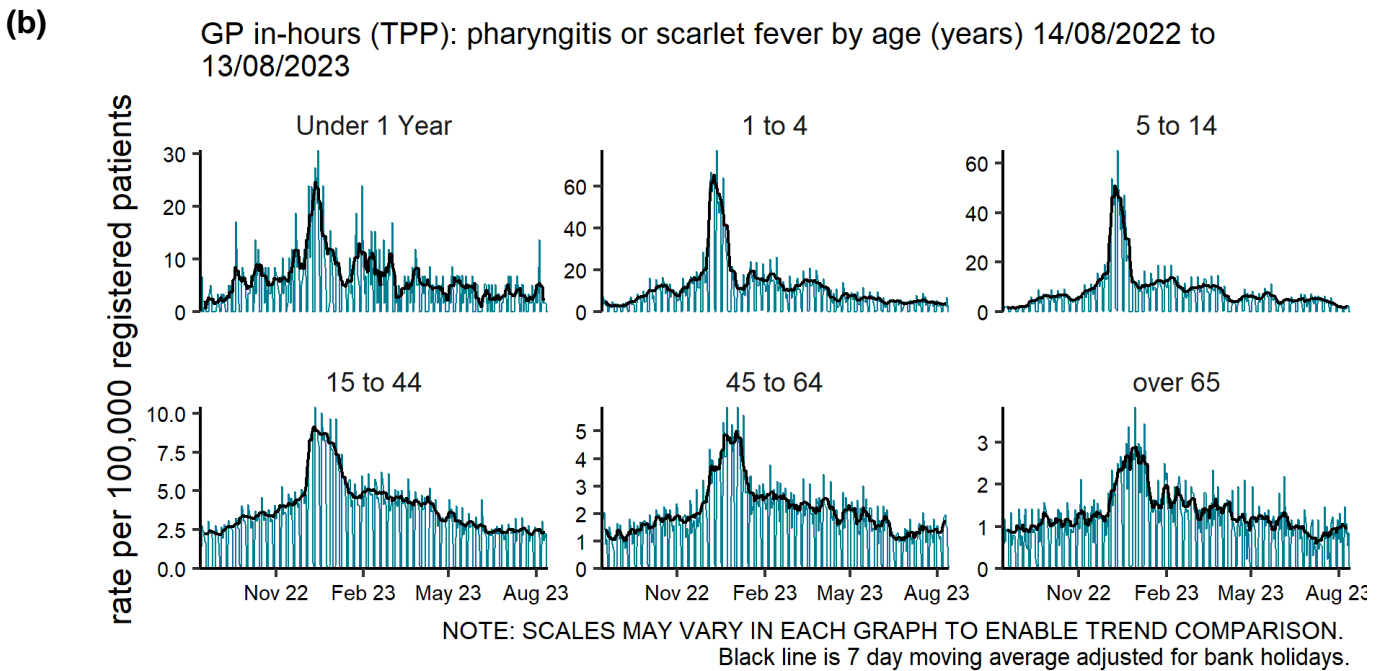 (b)
GP in-hours (TPP): pharyngitis or scarlet fever by age (years) 14/08/2022 to
13/08/2023
rate per 100,000 registered patients
Under 1 Year
30
20
10
0
1 to 4
60
40
20
0
5 to 14
60
40
20
0
15 to 44
10.0
7.5
5.0
2.5
0.0
Nov 22 Feb 23 May 23 Aug 23
45 to 64
5
4
3
2
1
0
Nov 22 Feb 23 May 23 Aug 23
over 65
3
2
1
0
Nov 22 Feb 23 May 23 Aug 23
NOTE: SCALES MAY VARY IN EACH GRAPH TO ENABLE TREND COMPARISON.
Black line is 7 day moving average adjusted for bank holidays.